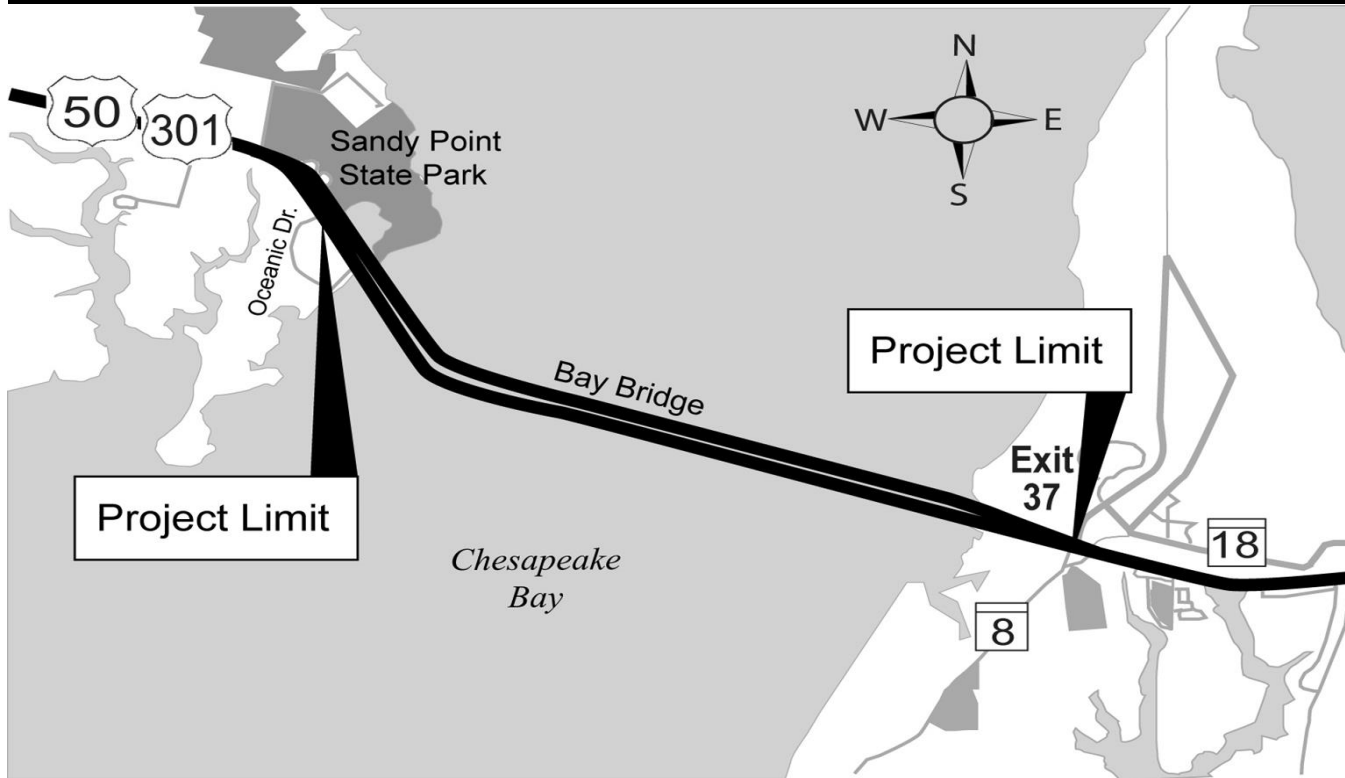 N
W
E
S
50
301
Sandy Point
State Park
Oceanic Dr.
Project Limit
Bay Bridge
Project Limit
Exit
37
18
8
Chesapeake
Bay